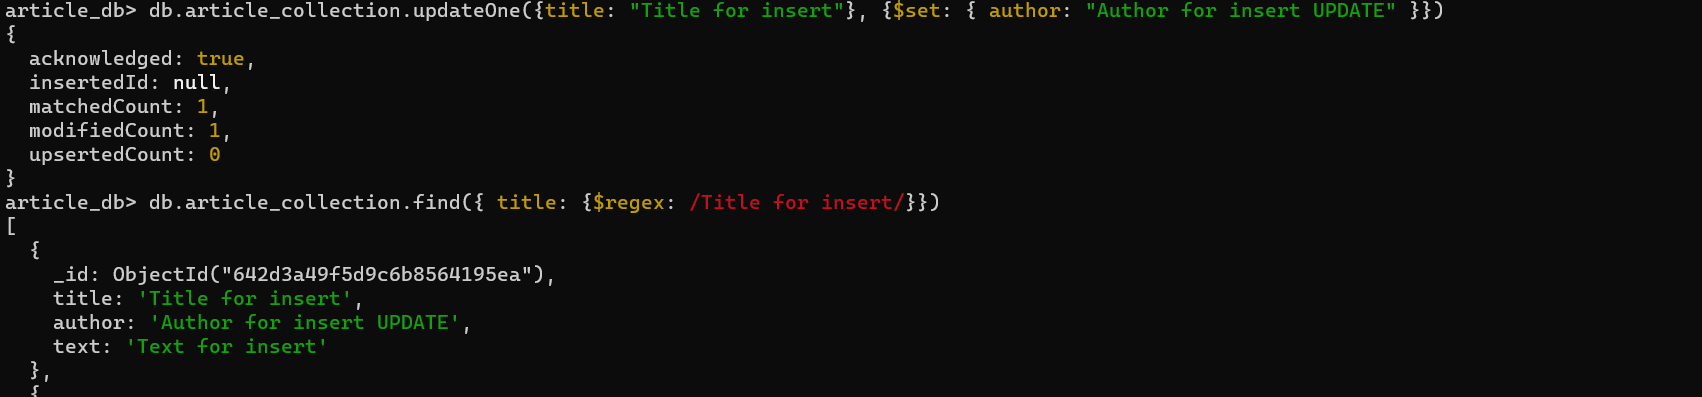 article_db> db.article_collection.updateOne({title: "Title for insert"}, {$set: { author: "Author for insert UPDATE" }})
{
  acknowledged: true,
  insertedId: null,
  matchedCount: 1,
  modifiedCount: 1,
  upsertedCount: 0
}
article_db> db.article_collection.find({ title: {$regex: /Title for insert/}})
[
  {
    _id: ObjectId("642d3a49f5d9c6b8564195ea"),
    title: 'Title for insert',
    author: 'Author for insert UPDATE',
    text: 'Text for insert'
  },
  {